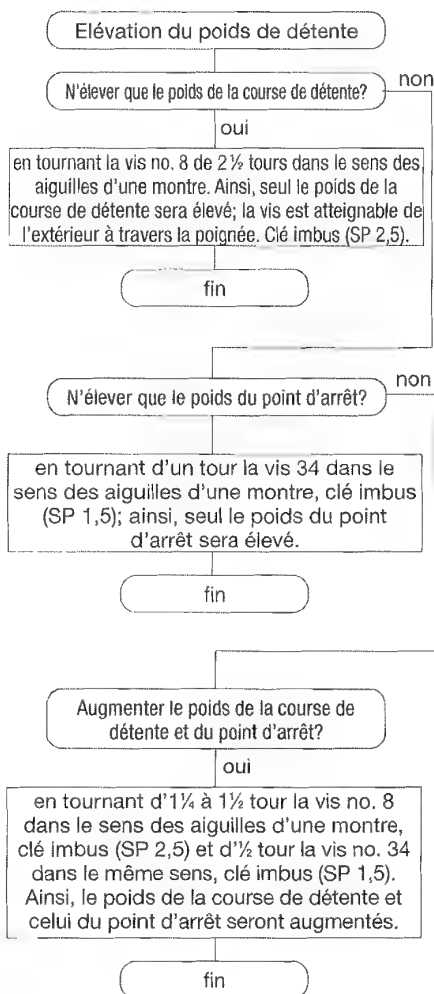 Elévation du poids de détente
N'élever que le poids de la course de détente?
non
oui
en tournant la vis no. 8 de 2½ tours dans le sens des
aiguilles d'une montre. Ainsi, seul le poids de la
course de détente sera élevé; la vis est atteignable de
l'extérieur à travers la poignée. Clé imbus (SP 2,5).
fin
N'élever que le poids du point d'arrêt?
non
en tournant d'un tour la vis 34 dans le
sens des aiguilles d'une montre, clé imbus
(SP 1,5); ainsi, seul le poids du point
d'arrêt sera élevé.
fin
Augmenter le poids de la course de
détente et du point d'arrêt?
oui
en tournant d'1¼ à 1½ tour la vis no. 8
dans le sens des aiguilles d'une montre,
clé imbus (SP 2,5) et d'½ tour la vis no. 34
dans le même sens, clé imbus (SP 1,5).
Ainsi, le poids de la course de détente et
celui du point d'arrêt seront augmentés.
fin